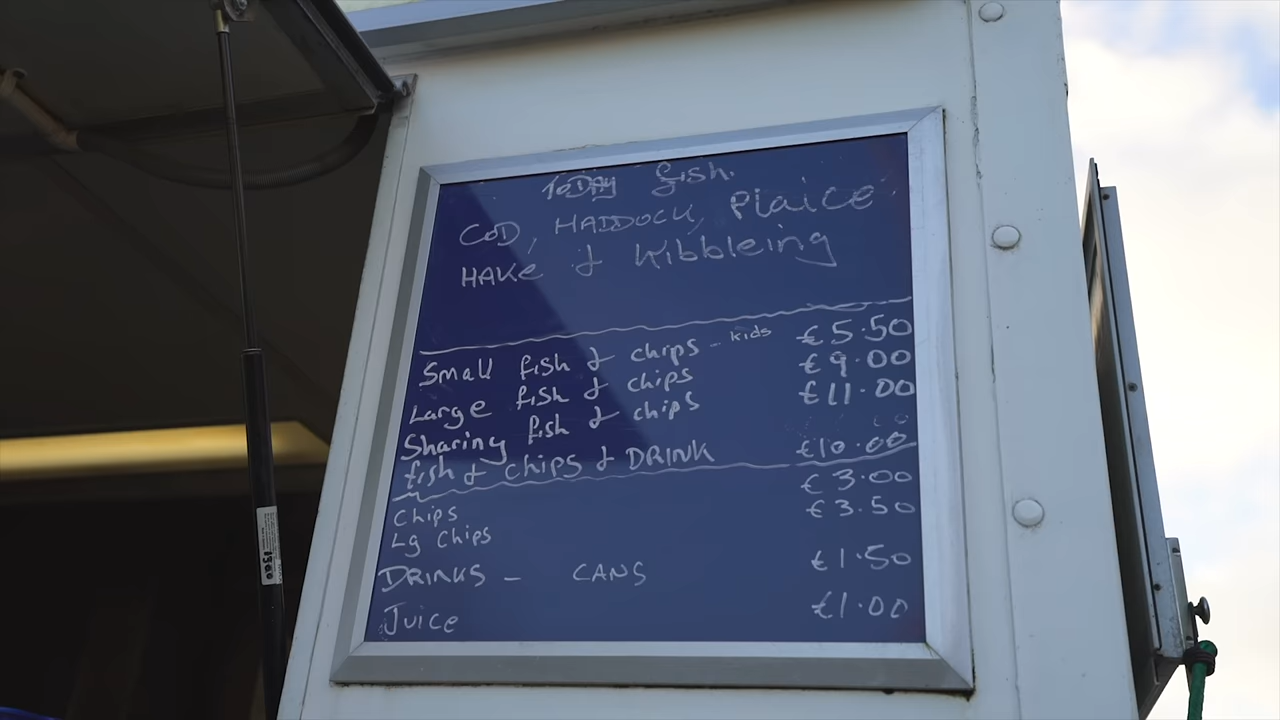 TODAY fish.
COD, HADDOCK, Plaice
HAKE & Kibbleing
Small fish & chips - kids €5.50
Large fish & chips €9.00
Sharing fish & chips €11.00
fish & chips & DRINK €10.00
Chips €3.00
Lg Chips €3.50
DRINKS - CANS €1.50
Juice €1.00